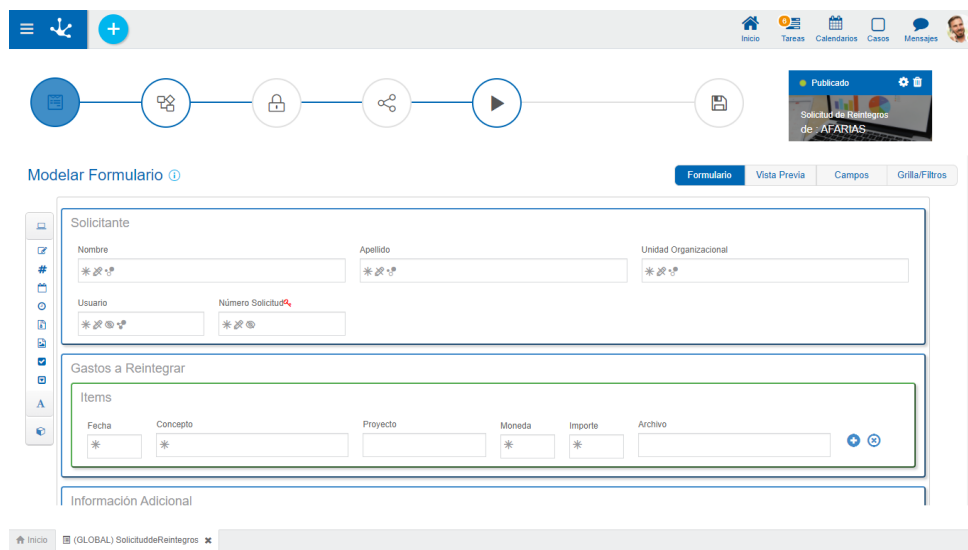 Inicio
6
Tareas
Calendarios
Casos
Mensajes
Publicado
Solicitud de Reintegros
de : AFARIAS
Modelar Formulario
Formulario
Vista Previa
Campos
Grilla/Filtros
Solicitante
Nombre
Apellido
Unidad Organizacional
Usuario
Número Solicitud
Gastos a Reintegrar
Items
Fecha
Concepto
Proyecto
Moneda
Importe
Archivo
Información Adicional
Inicio
(GLOBAL) SolicituddeReintegros